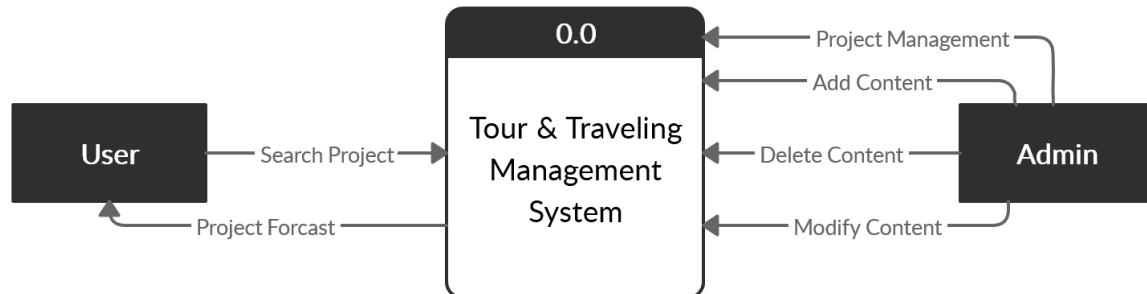 0.0
Project Management
Add Content
Tour & Traveling
Management
System
User
Search Project
Delete Content
Admin
Project Forcast
Modify Content